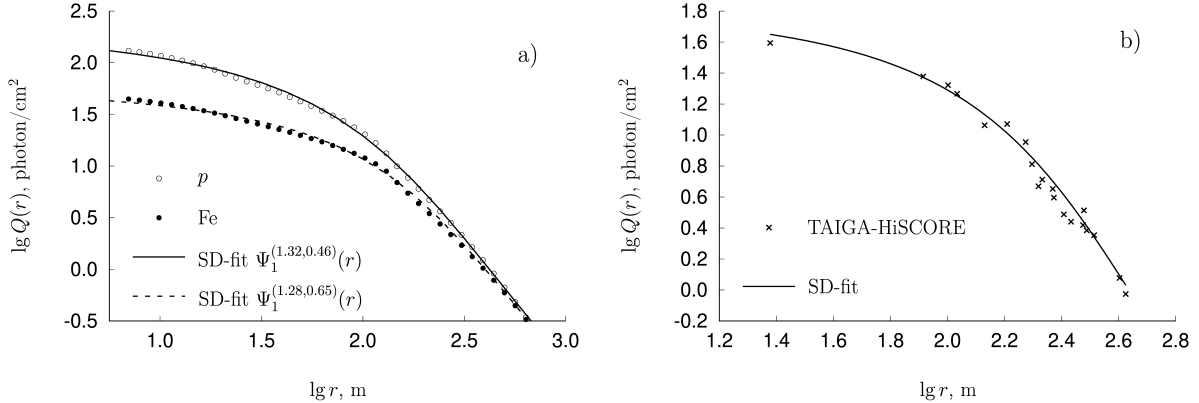 2.5
2.0
1.5
1.0
0.5
0.0
-0.5
1.0 1.5 2.0 2.5 3.0
lg Q(r), photon/cm²
lg r, m
a)
p
Fe
SD-fit Ψ₁^(1.32,0.46)(r)
SD-fit Ψ₁^(1.28,0.65)(r)
1.8
1.6
1.4
1.2
1.0
0.8
0.6
0.4
0.2
0.0
-0.2
1.2 1.4 1.6 1.8 2.0 2.2 2.4 2.6 2.8
lg Q(r), photon/cm²
lg r, m
b)
TAIGA-HiSCORE
SD-fit